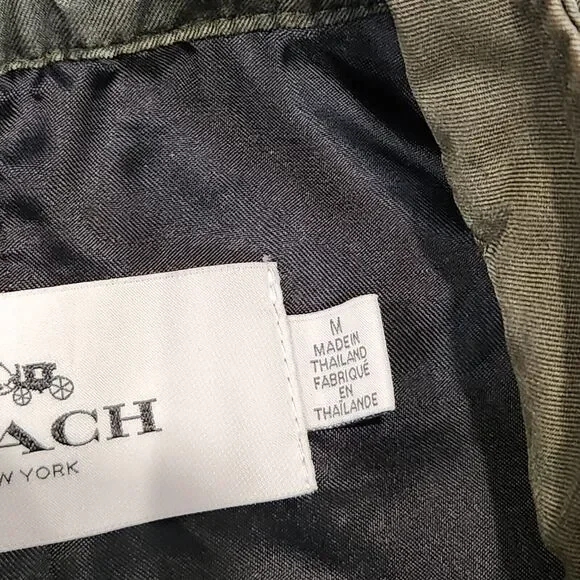 ACH
W YORK
M
MADE IN
THAILAND
FABRIQUÉ
EN
THAÏLANDE